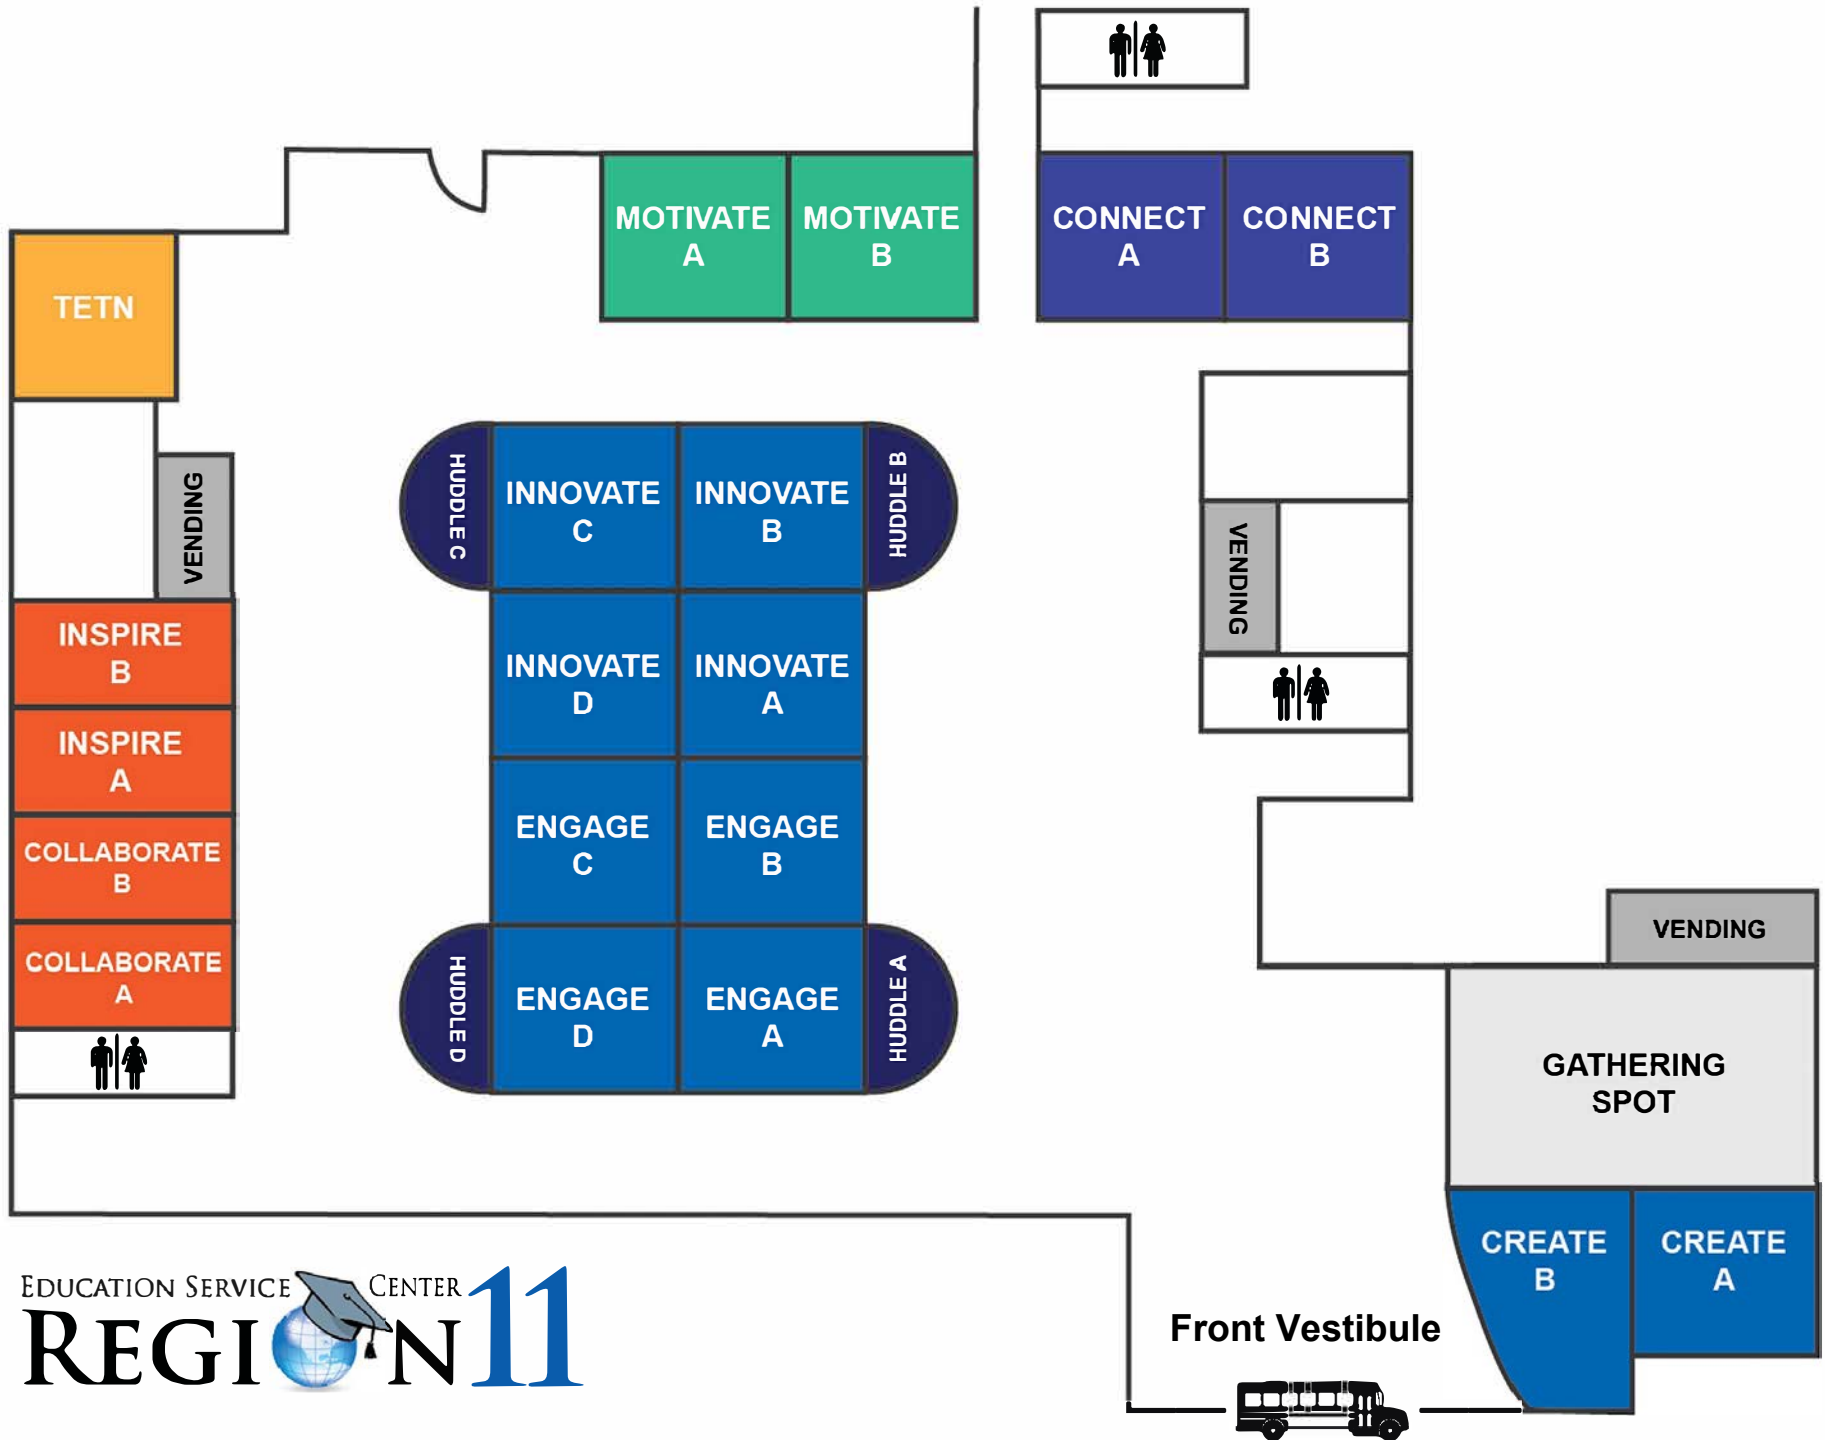 MOTIVATE
A
MOTIVATE
B
CONNECT
A
CONNECT
B
TETN
VENDING
HUDDLE C
INNOVATE
C
INNOVATE
B
HUDDLE B
VENDING
INSPIRE
B
INNOVATE
D
INNOVATE
A
INSPIRE
A
COLLABORATE
B
ENGAGE
C
ENGAGE
B
COLLABORATE
A
HUDDLE D
ENGAGE
D
ENGAGE
A
HUDDLE A
VENDING
GATHERING
SPOT
CREATE
B
CREATE
A
EDUCATION SERVICE CENTER
REGION 11
Front Vestibule